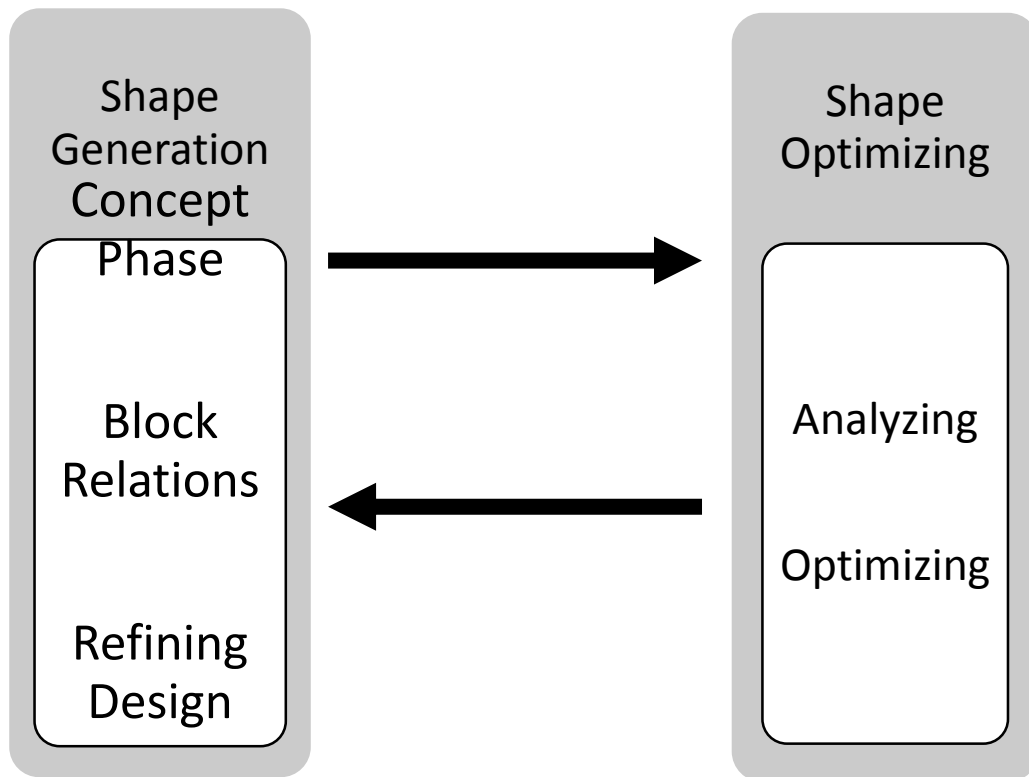 Shape
Generation
Concept
Phase
Block
Relations
Refining
Design
Shape
Optimizing
Analyzing
Optimizing